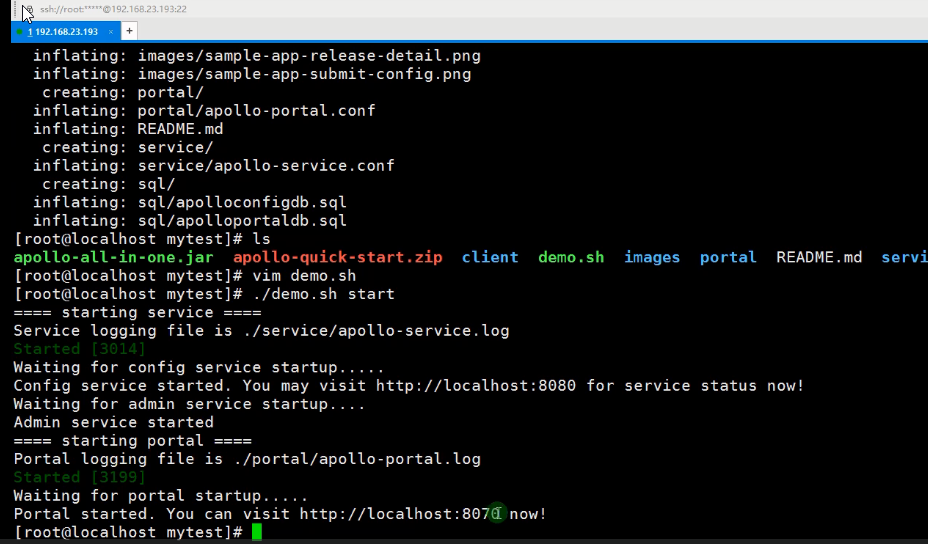 ssh://root:*****@192.168.23.193:22
1 192.168.23.193 × +
inflating: images/sample-app-release-detail.png
inflating: images/sample-app-submit-config.png
creating: portal/
inflating: portal/apollo-portal.conf
inflating: README.md
creating: service/
inflating: service/apollo-service.conf
creating: sql/
inflating: sql/apolloconfigdb.sql
inflating: sql/apolloportaldb.sql
[root@localhost mytest]# ls
apollo-all-in-one.jar apollo-quick-start.zip client demo.sh images portal README.md servi
[root@localhost mytest]# vim demo.sh
[root@localhost mytest]# ./demo.sh start
==== starting service ====
Service logging file is ./service/apollo-service.log
Started [3014]
Waiting for config service startup.....
Config service started. You may visit http://localhost:8080 for service status now!
Waiting for admin service startup....
Admin service started
==== starting portal ====
Portal logging file is ./portal/apollo-portal.log
Started [3199]
Waiting for portal startup.....
Portal started. You can visit http://localhost:8070 now!
[root@localhost mytest]#